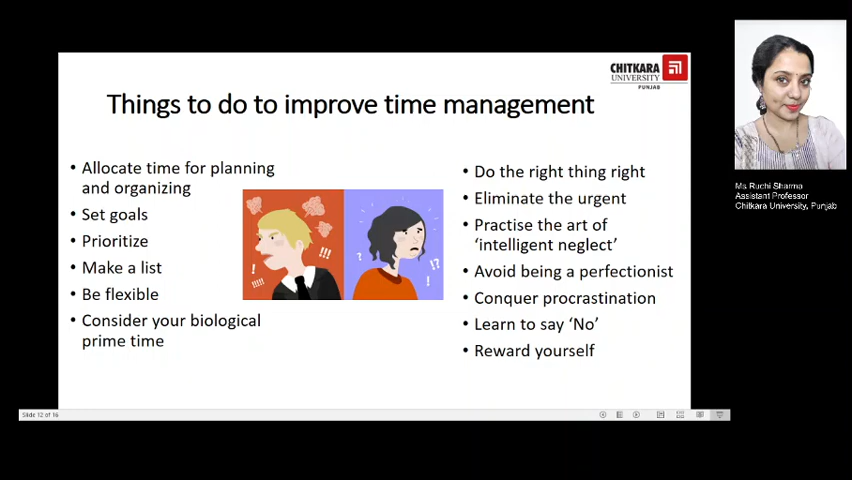 CHITKARA
UNIVERSITY
PUNJAB
Things to do to improve time management
• Allocate time for planning
and organizing
• Set goals
• Prioritize
• Make a list
• Be flexible
• Consider your biological
prime time
!
!!!
!!!!
?
!?
!
• Do the right thing right
• Eliminate the urgent
• Practise the art of
‘intelligent neglect’
• Avoid being a perfectionist
• Conquer procrastination
• Learn to say ‘No’
• Reward yourself
Ms Ruchi Sharma
Assistant Professor
Chitkara University, Punjab
Slide 12 of 16